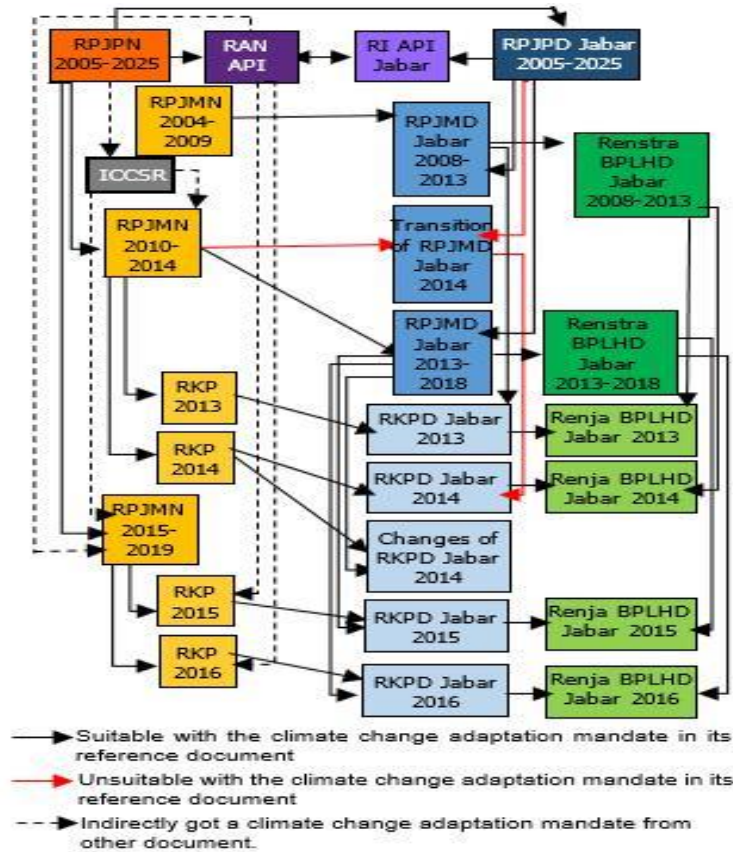 RPJPN
2005-2025
RAN
API
RI API
Jabar
RPJPD Jabar
2005-2025
RPJMN
2004-
2009
RPJMD
Jabar
2008-
2013
Renstra
BPLHD
Jabar
2008-2013
ICCSR
RPJMN
2010-
2014
Transition
of RPJMD
Jabar
2014
RPJMD
Jabar
2013-
2018
Renstra
BPLHD
Jabar
2013-2018
RKP
2013
RKPD Jabar
2013
Renja BPLHD
Jabar 2013
RKP
2014
RKPD Jabar
2014
Renja BPLHD
Jabar 2014
RPJMN
2015-
2019
Changes of
RKPD Jabar
2014
RKP
2015
RKPD Jabar
2015
Renja BPLHD
Jabar 2015
RKP
2016
RKPD Jabar
2016
Renja BPLHD
Jabar 2016
Suitable with the climate change adaptation mandate in its
reference document
Unsuitable with the climate change adaptation mandate in its
reference document
Indirectly got a climate change adaptation mandate from
other document.